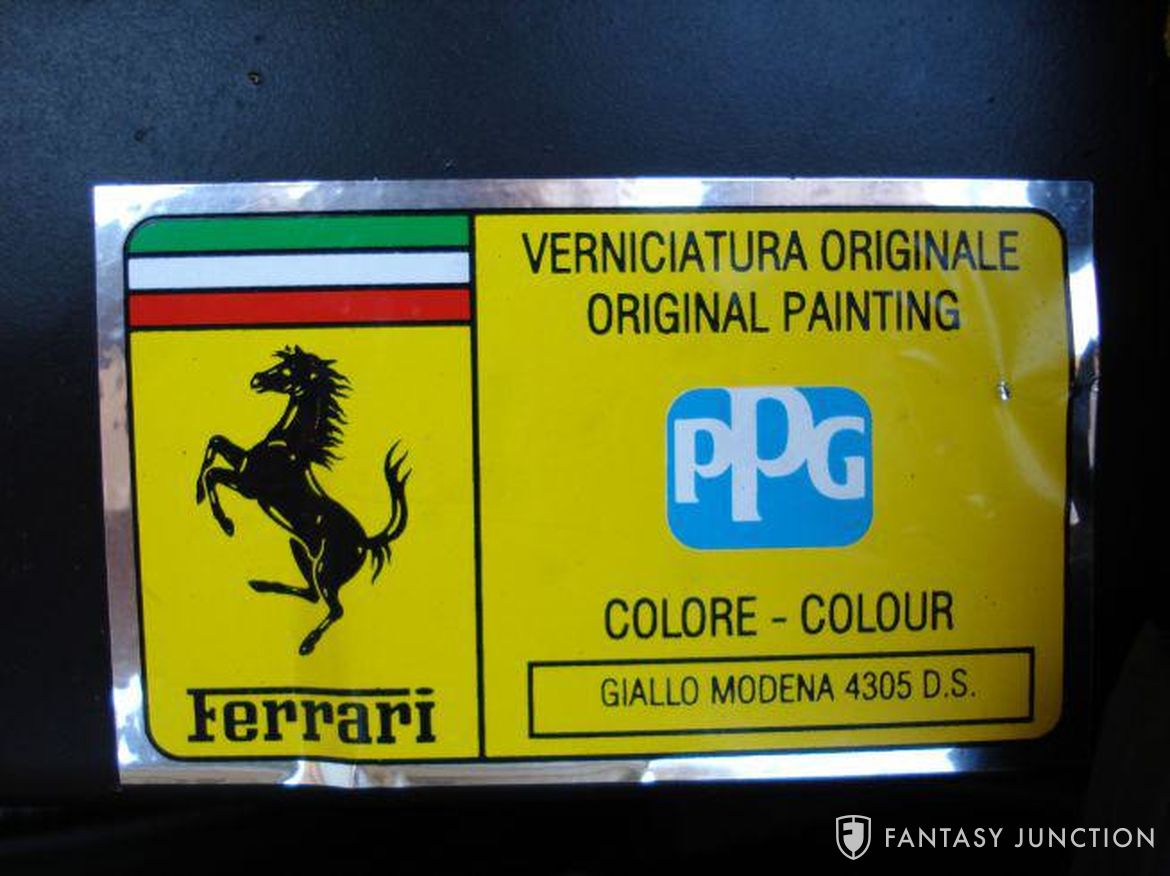 VERNICIATURA ORIGINALE
ORIGINAL PAINTING
PPG
COLORE - COLOUR
GIALLO MODENA 4305 D.S.
Ferrari
FANTASY JUNCTION